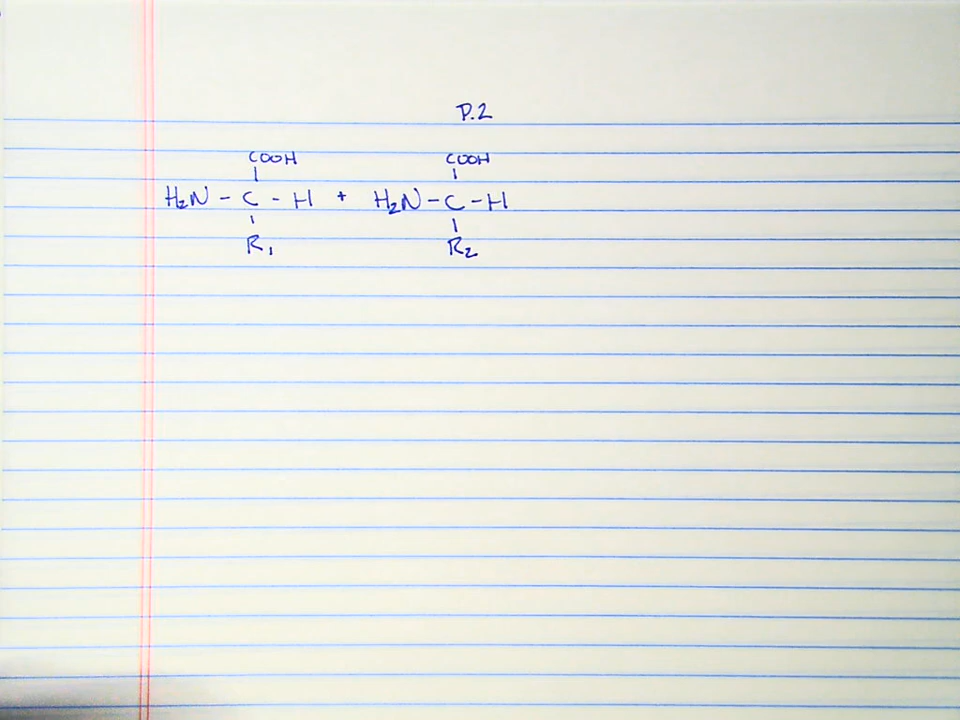 P.2
COOH COOH
H₂N - C - H + H₂N - C - H
R₁ R₂